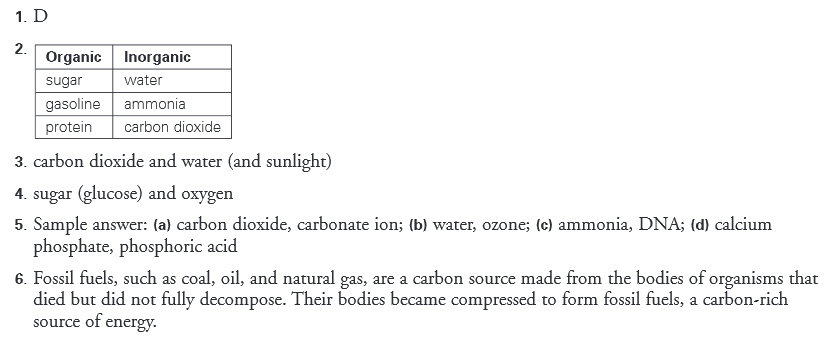 1. D
2.
Organic Inorganic
sugar water
gasoline ammonia
protein carbon dioxide
3. carbon dioxide and water (and sunlight)
4. sugar (glucose) and oxygen
5. Sample answer: (a) carbon dioxide, carbonate ion; (b) water, ozone; (c) ammonia, DNA; (d) calcium
phosphate, phosphoric acid
6. Fossil fuels, such as coal, oil, and natural gas, are a carbon source made from the bodies of organisms that
died but did not fully decompose. Their bodies became compressed to form fossil fuels, a carbon-rich
source of energy.